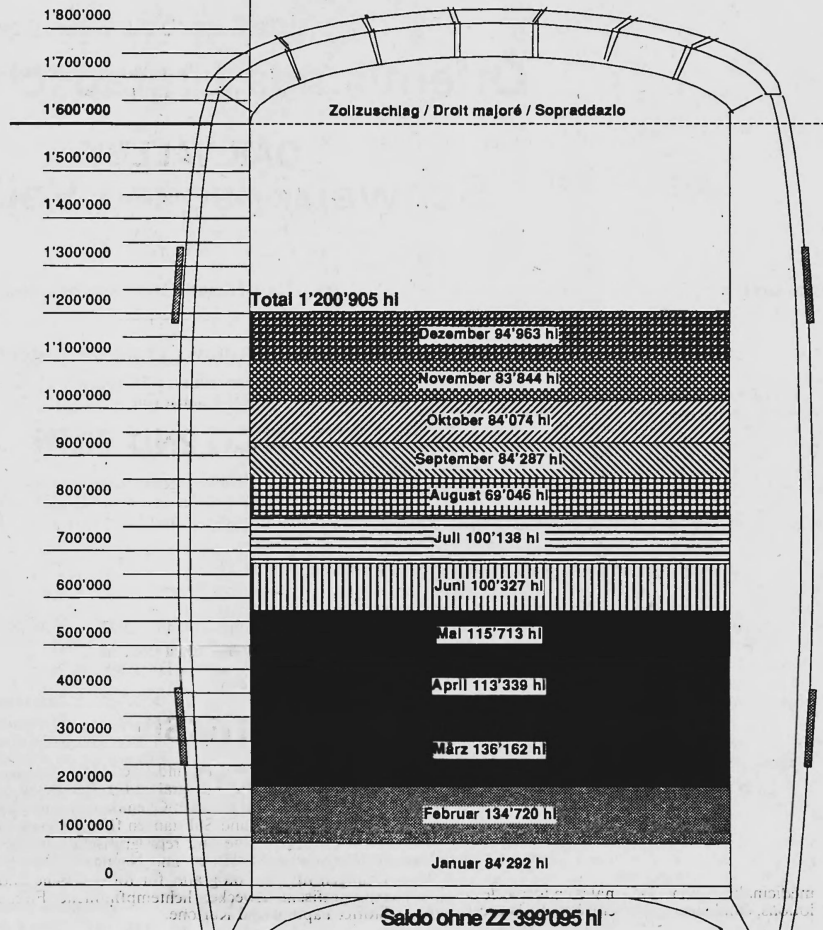 1'800'000
1'700'000
1'600'000
Zollzuschlag / Droit majoré / Sopraddazio
1'500'000
1'400'000
1'300'000
1'200'000
Total 1'200'905 hl
Dezember 94'963 hl
1'100'000
November 83'844 hl
1'000'000
Oktober 84'074 hl
900'000
September 84'287 hl
800'000
August 69'046 hl
700'000
Juli 100'138 hl
600'000
Juni 100'327 hl
500'000
Mai 115'713 hl
400'000
April 113'339 hl
300'000
März 136'162 hl
200'000
Februar 134'720 hl
100'000
Januar 84'292 hl
0
Saldo ohne ZZ 399'095 hl